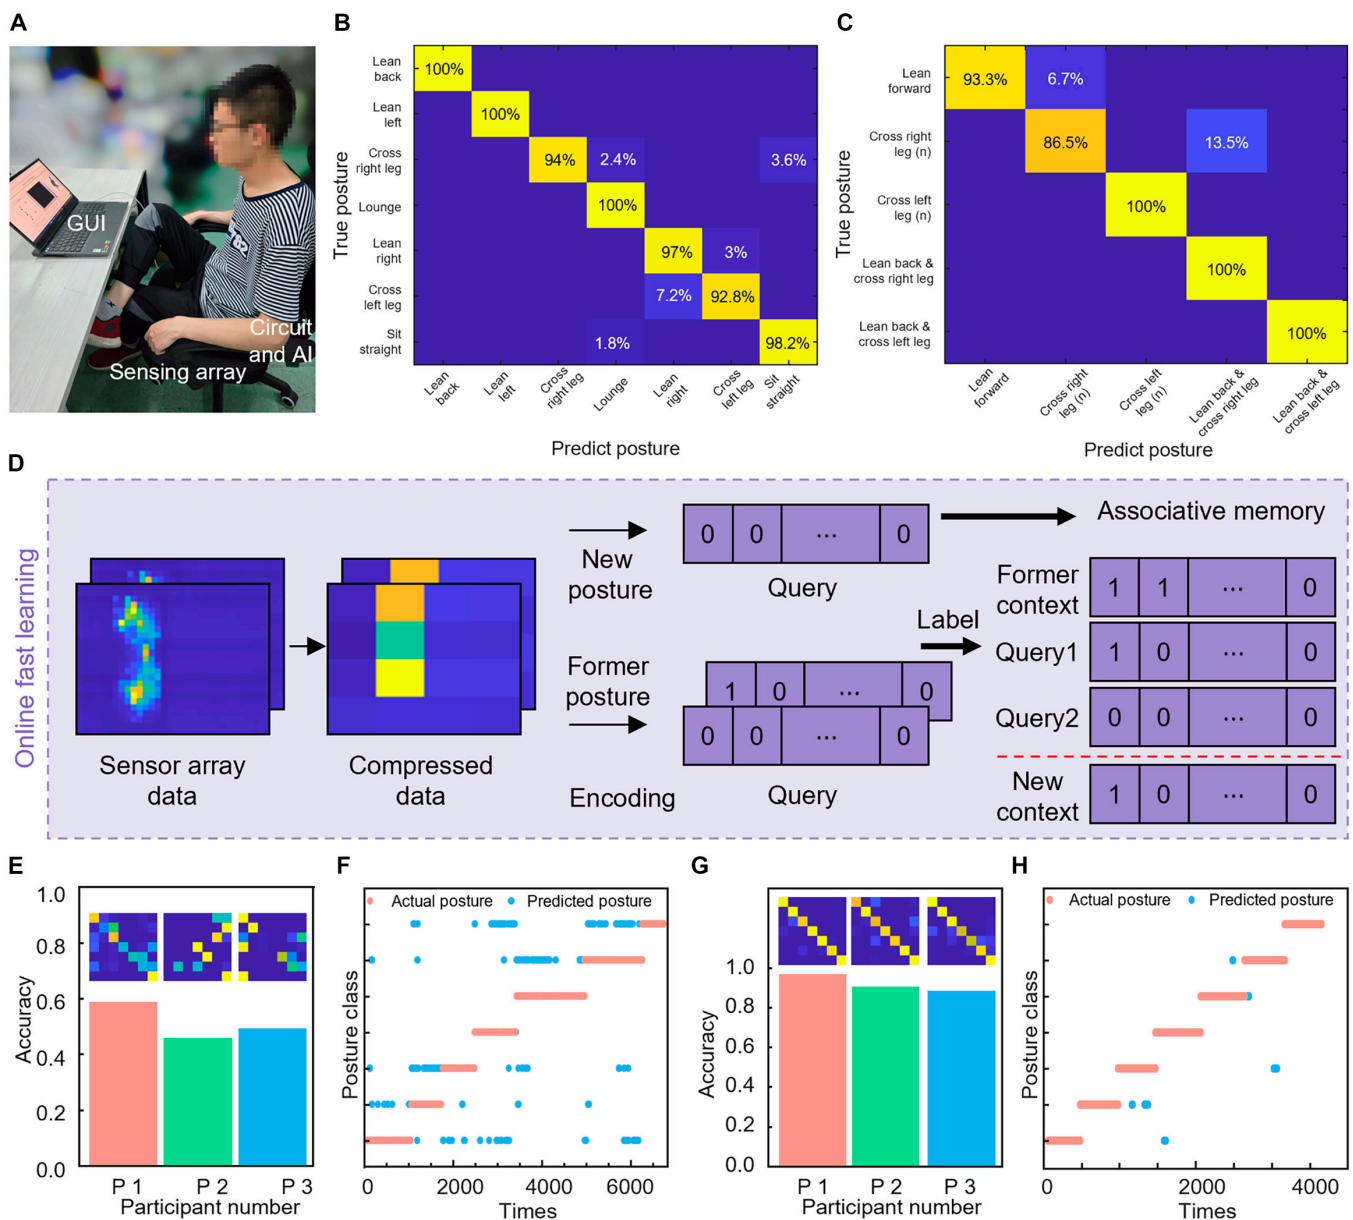 A
GUI
Circuit
and AI
Sensing array
B
True posture
Lean
back
Lean
left
Cross
right leg
Lounge
Lean
right
Cross
left leg
Sit
straight
100%
100%
94%
2.4%
3.6%
100%
97%
3%
7.2%
92.8%
1.8%
98.2%
Lean
back
Lean
left
Cross
right leg
Lounge
Lean
right
Cross
left leg
Sit
straight
Predict posture
C
True posture
Lean
forward
Cross right
leg (n)
Cross left
leg (n)
Lean back &
cross right leg
Lean back &
cross left leg
93.3%
6.7%
86.5%
13.5%
100%
100%
100%
Lean
forward
Cross right
leg (n)
Cross left
leg (n)
Lean back &
cross right leg
Lean back &
cross left leg
Predict posture
D
Online fast learning
Sensor array
data
Compressed
data
New
posture
Former
posture
Encoding
0 0 ... 0
Query
1 0 ... 0
0 0 ... 0
Query
Label
Associative memory
Former
context
1 1 ... 0
Query1
1 0 ... 0
Query2
0 0 ... 0
New
context
1 0 ... 0
E
Accuracy
1.0
0.8
0.6
0.4
0.2
0.0
P 1 P 2 P 3
Participant number
F
Actual posture Predicted posture
Posture class
0 2000 4000 6000
Times
G
Accuracy
1.0
0.8
0.6
0.4
0.2
0.0
P 1 P 2 P 3
Participant number
H
Actual posture Predicted posture
Posture class
0 2000 4000
Times